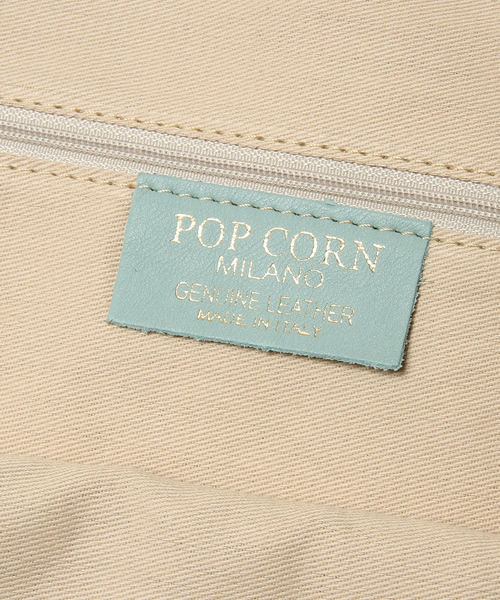 POP CORN
MILANO
GENUINE LEATHER
MADE IN ITALY